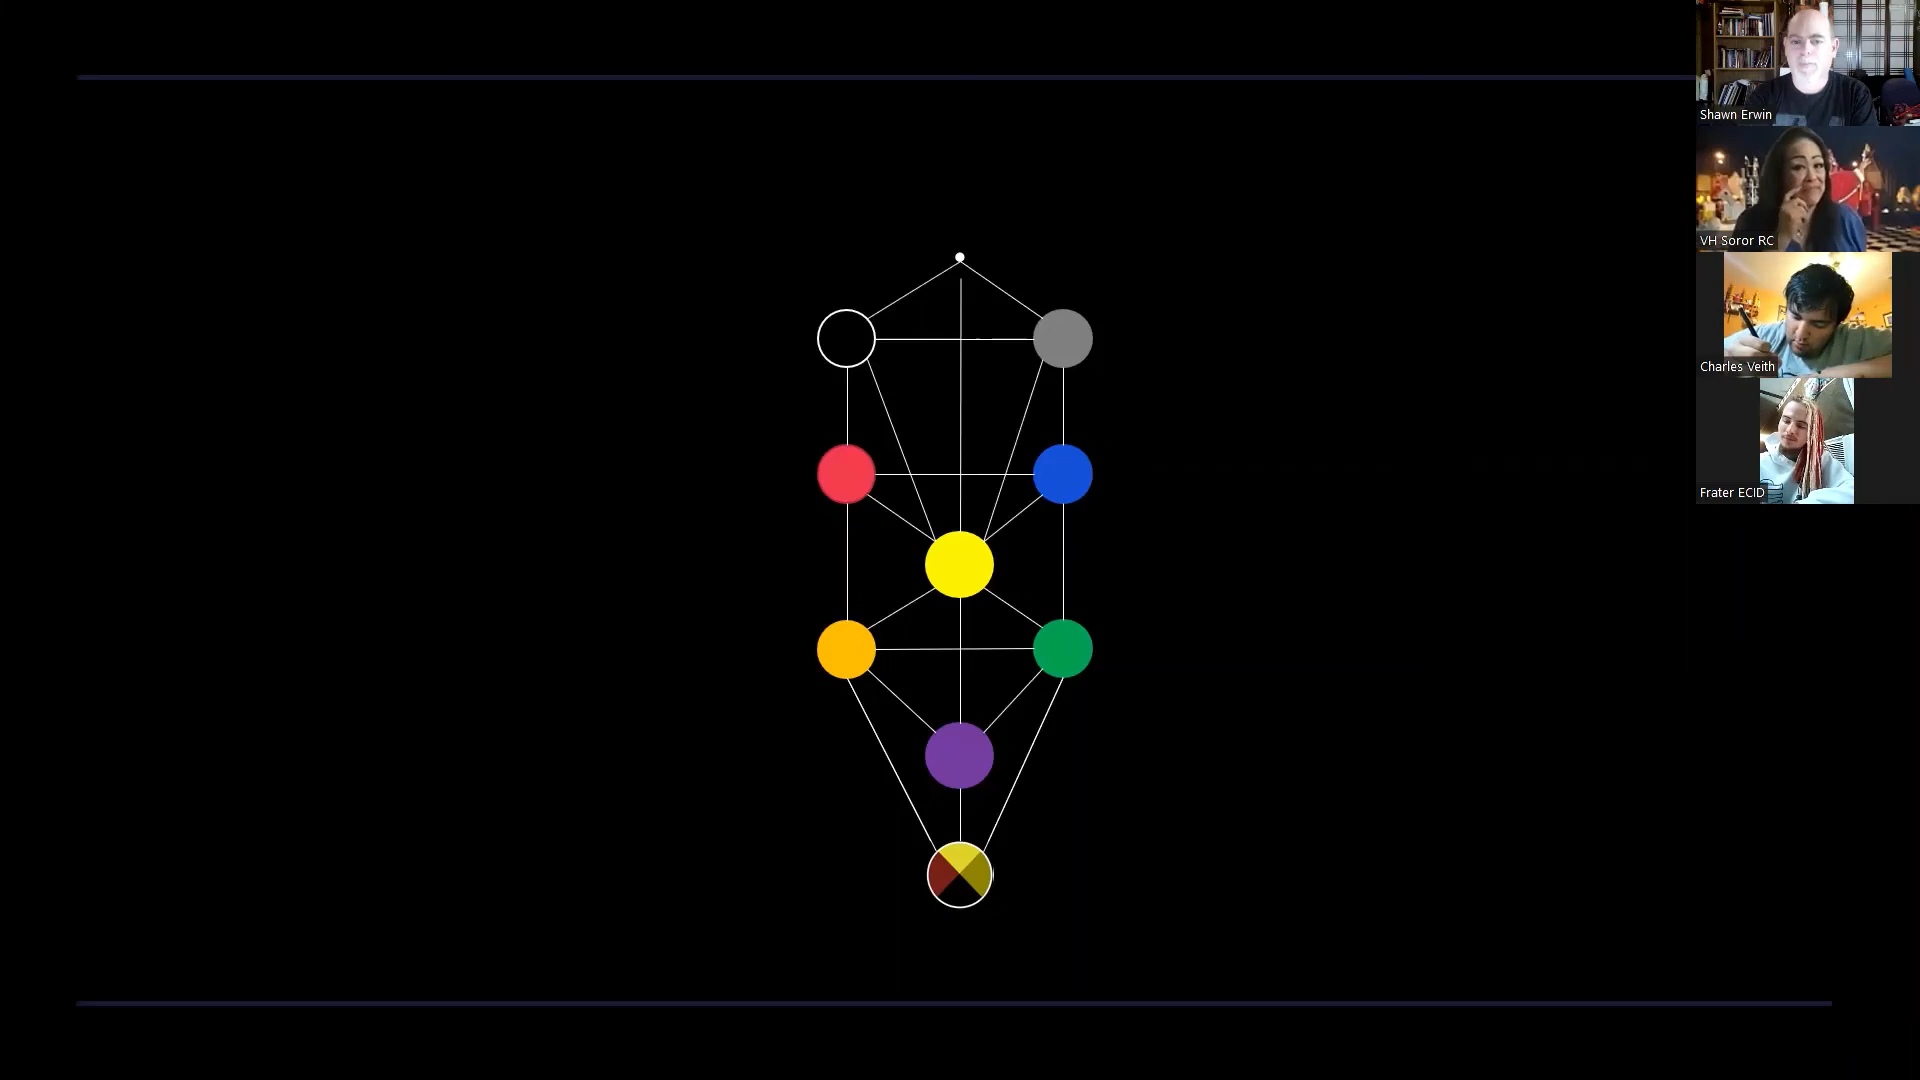 Shawn Erwin
VH Soror RC
Charles Veith
Frater ECID